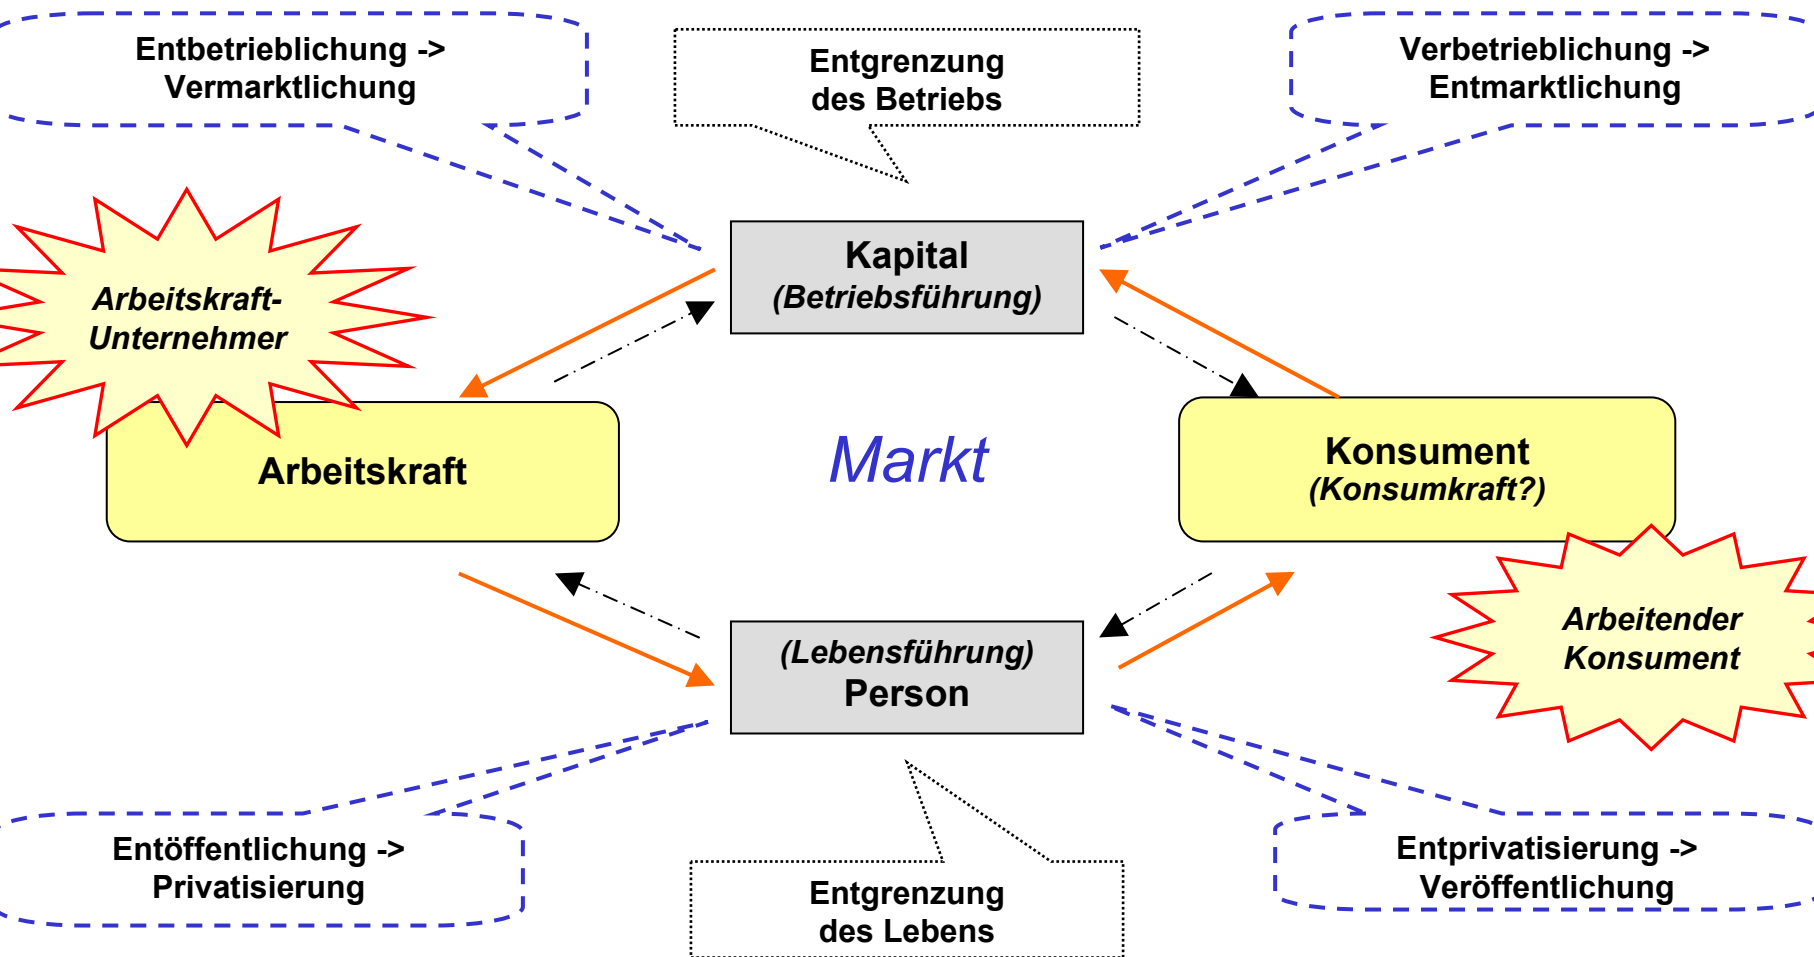 Entbetrieblichung ->
Vermarktlichung
Entgrenzung
des Betriebs
Verbetrieblichung ->
Entmarktlichung
Arbeitskraft-
Unternehmer
Kapital
(Betriebsführung)
Arbeitskraft
Markt
Konsument
(Konsumkraft?)
Arbeitender
Konsument
(Lebensführung)
Person
Entöffentlichung ->
Privatisierung
Entgrenzung
des Lebens
Entprivatisierung ->
Veröffentlichung